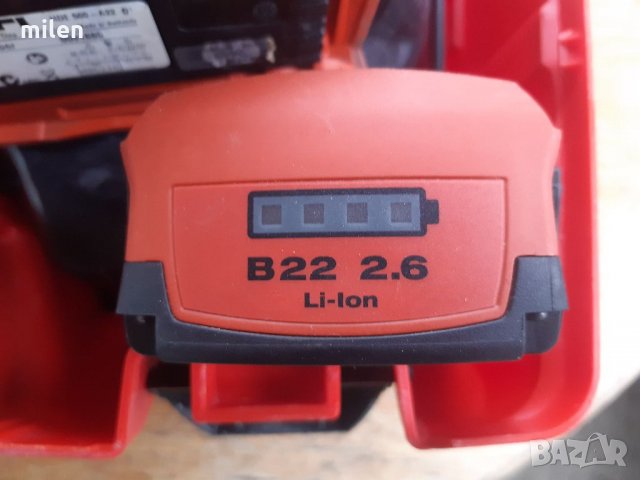 milen
B22 2.6
Li-Ion
BAZAR